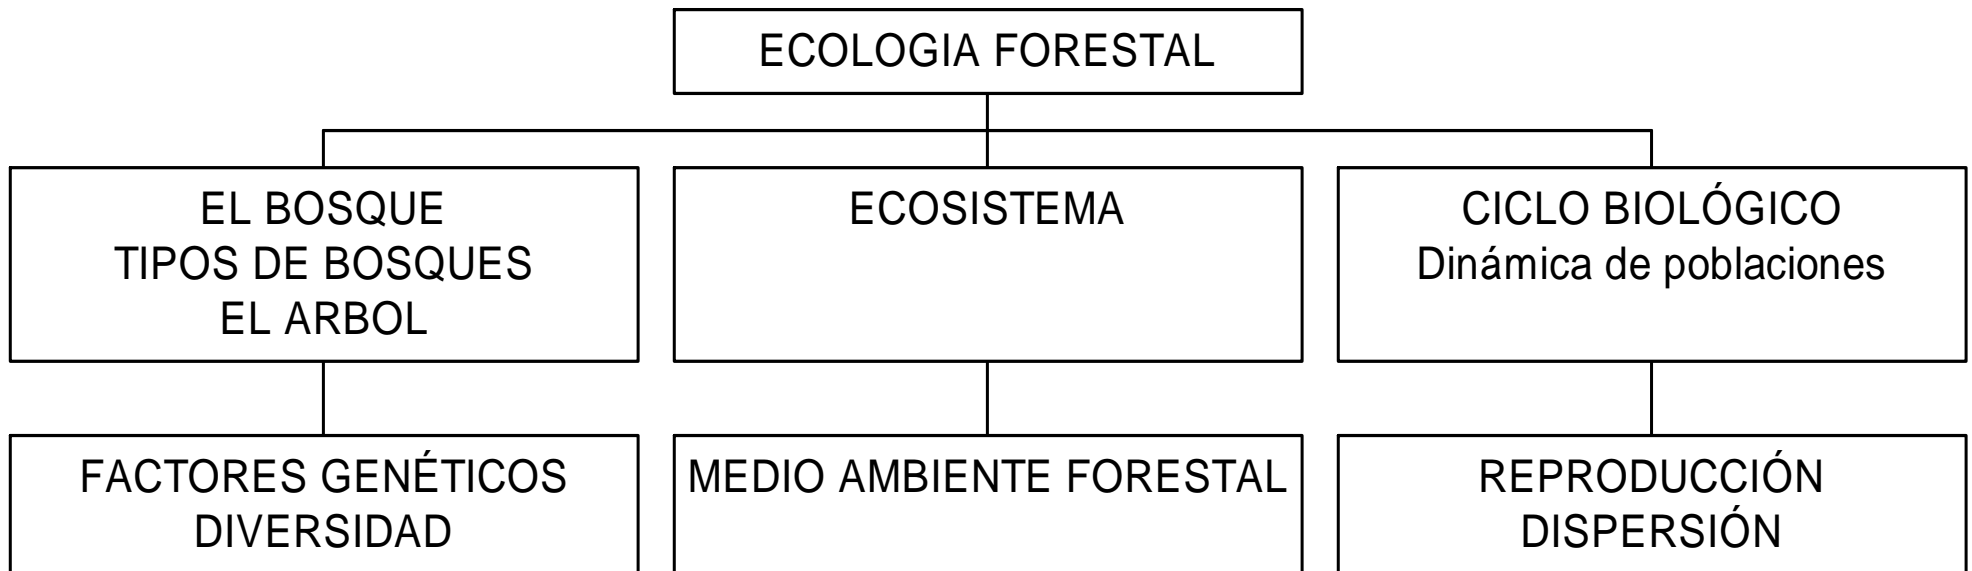 ECOLOGIA FORESTAL
EL BOSQUE
TIPOS DE BOSQUES
EL ARBOL
ECOSISTEMA
CICLO BIOLÓGICO
Dinámica de poblaciones
FACTORES GENÉTICOS
DIVERSIDAD
MEDIO AMBIENTE FORESTAL
REPRODUCCIÓN
DISPERSIÓN